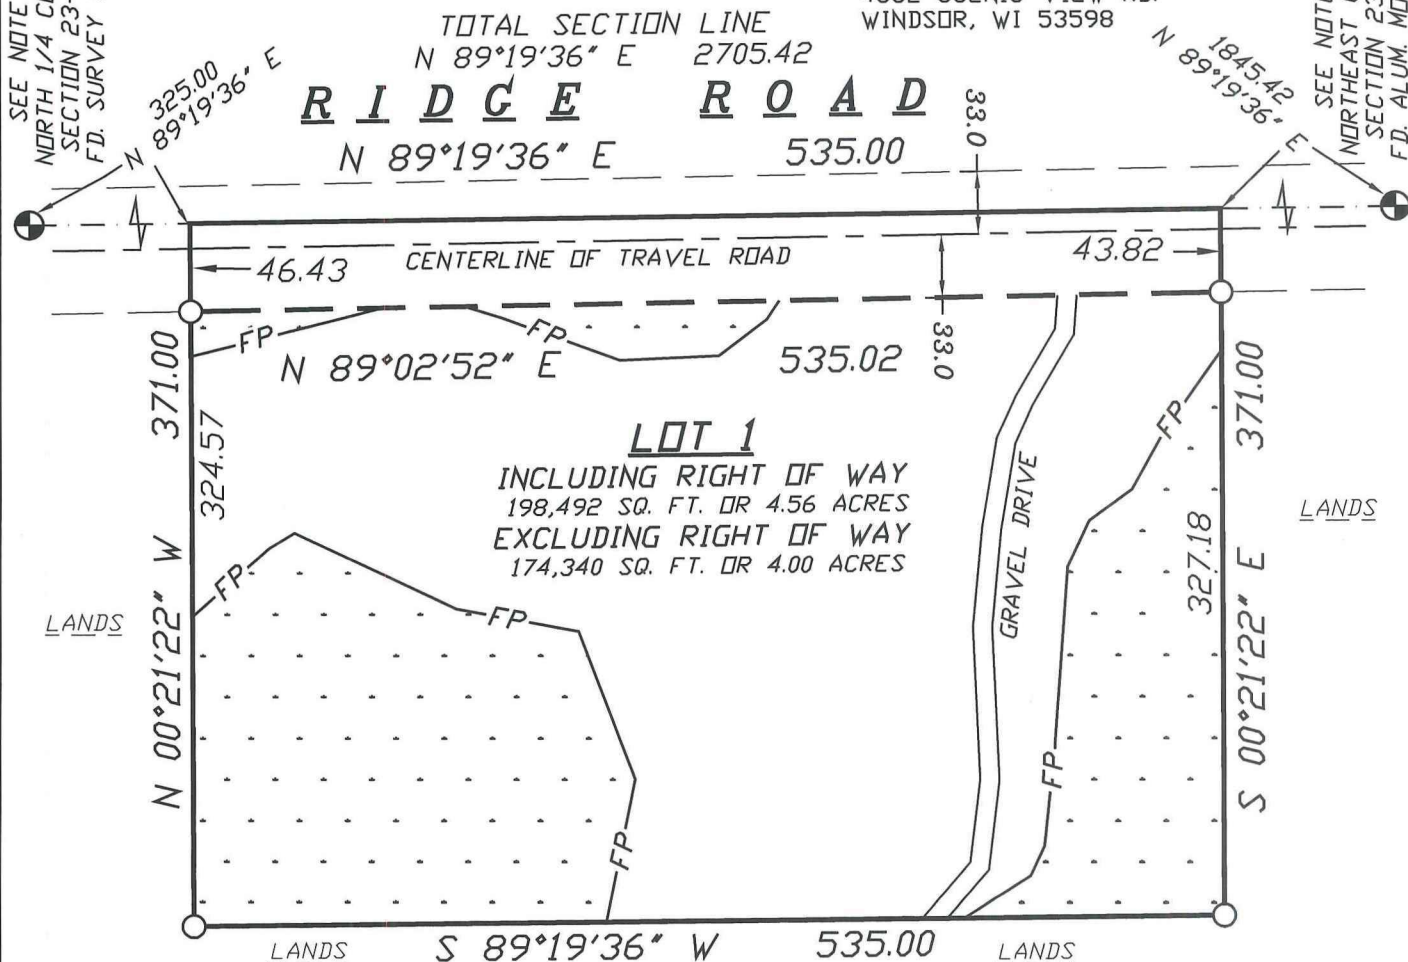 SEE NOTE
NORTH 1/4
SECTION 23-
FD. SURVEY
TOTAL SECTION LINE
N 89°19'36" E 2705.42
WINDSOR, WI 53598
SEE NOTE
NORTHEAST
SECTION 23
FD. ALUM.
325.00
N 89°19'36" E
1845.42
N 89°19'36" E
RIDGE ROAD
33.0
N 89°19'36" E 535.00
46.43
CENTERLINE OF TRAVEL ROAD
43.82
FP
FP
N 89°02'52" E 535.02
33.0
371.00
324.57
N 00°21'22" W
LOT 1
INCLUDING RIGHT OF WAY
198,492 SQ. FT. OR 4.56 ACRES
EXCLUDING RIGHT OF WAY
174,340 SQ. FT. OR 4.00 ACRES
GRAVEL DRIVE
FP
371.00
327.18
S 00°21'22" E
LANDS
LANDS
FP
FP
FP
FP
LANDS
S 89°19'36" W 535.00
LANDS